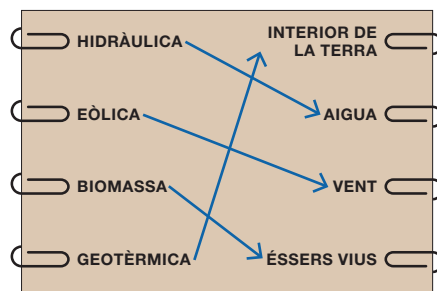 HIDRÀULICA
INTERIOR DE
LA TERRA
EÒLICA
AIGUA
BIOMASSA
VENT
GEOTÈRMICA
ÉSSERS VIUS